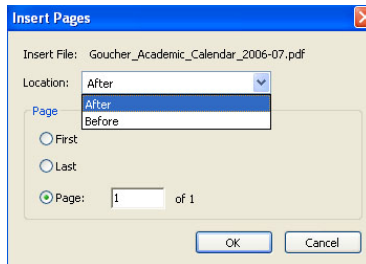 Insert Pages
Insert File: Goucher_Academic_Calendar_2006-07.pdf
Location: After
After
Before
Page
First
Last
Page: 1 of 1
OK Cancel